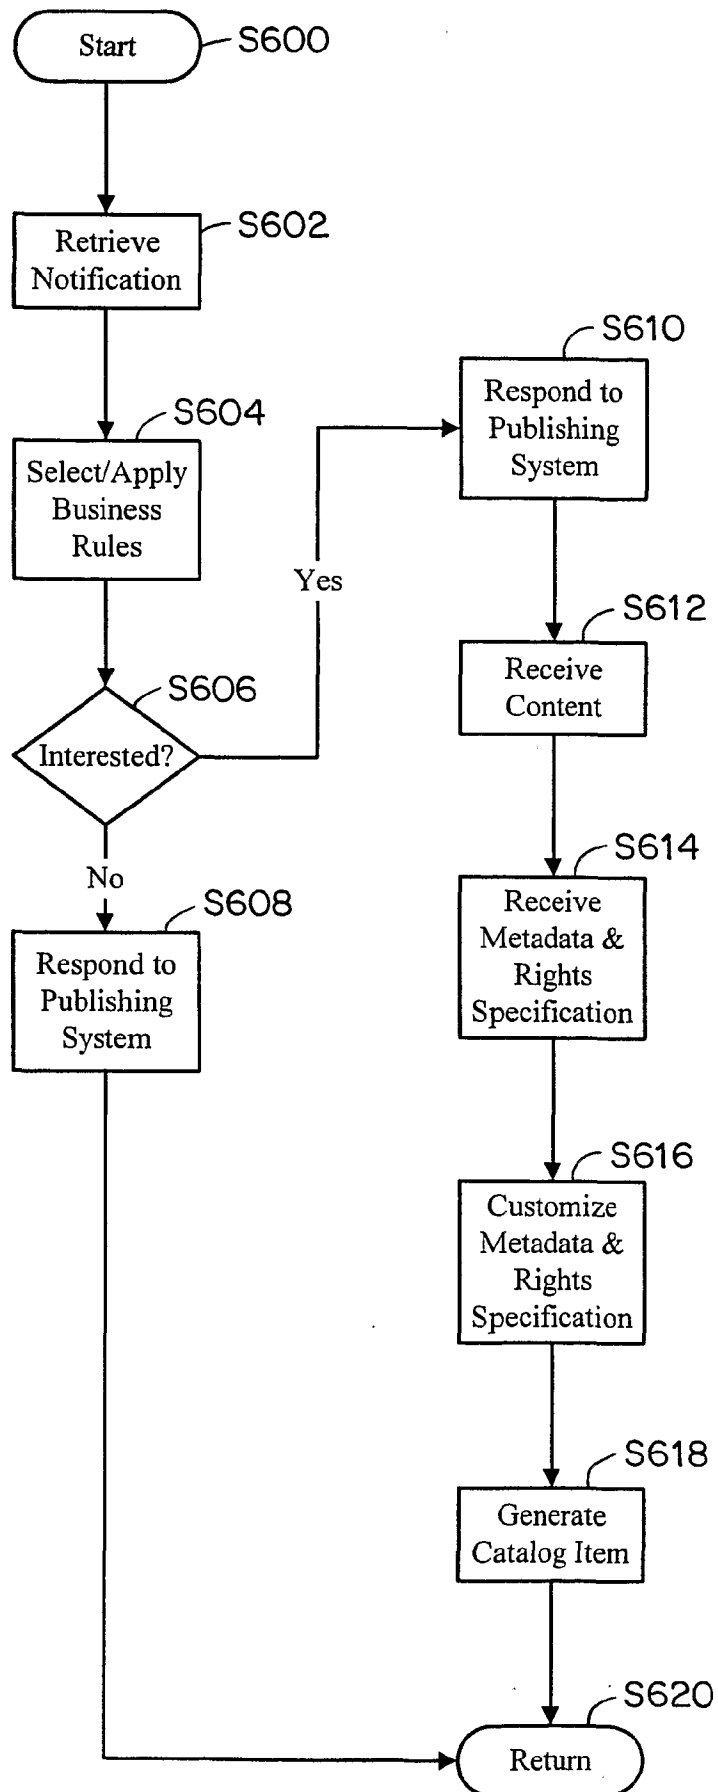 Start
S600
Retrieve
Notification
S602
Select/Apply
Business
Rules
S604
Interested?
S606
Yes
No
Respond to
Publishing
System
S608
Respond to
Publishing
System
S610
Receive
Content
S612
Receive
Metadata &
Rights
Specification
S614
Customize
Metadata &
Rights
Specification
S616
Generate
Catalog Item
S618
Return
S620